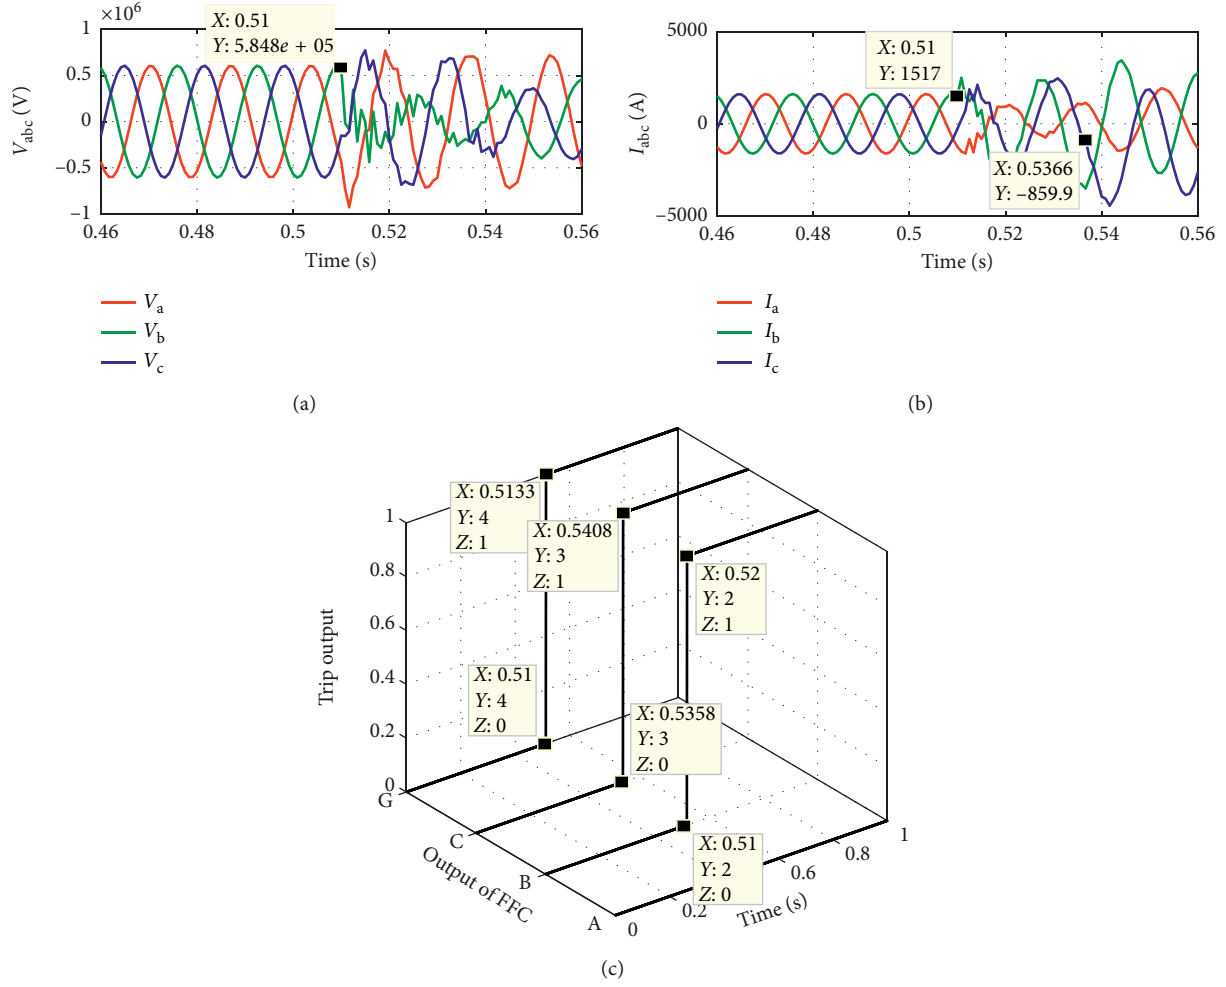 ×10⁶
1
0.5
0
−0.5
−1
V_abc (V)
X: 0.51
Y: 5.848e + 05
0.46 0.48 0.5 0.52 0.54 0.56
Time (s)
V_a
V_b
V_c
(a)
5000
0
−5000
I_abc (A)
X: 0.51
Y: 1517
X: 0.5366
Y: −859.9
0.46 0.48 0.5 0.52 0.54 0.56
Time (s)
I_a
I_b
I_c
(b)
X: 0.5133
Y: 4
Z: 1
X: 0.5408
Y: 3
Z: 1
X: 0.52
Y: 2
Z: 1
X: 0.51
Y: 4
Z: 0
X: 0.5358
Y: 3
Z: 0
X: 0.51
Y: 2
Z: 0
1
0.8
0.6
0.4
0.2
0
Trip output
G
C
B
A
Output of FFC
0
0.2
0.6
0.8
1
Time (s)
(c)